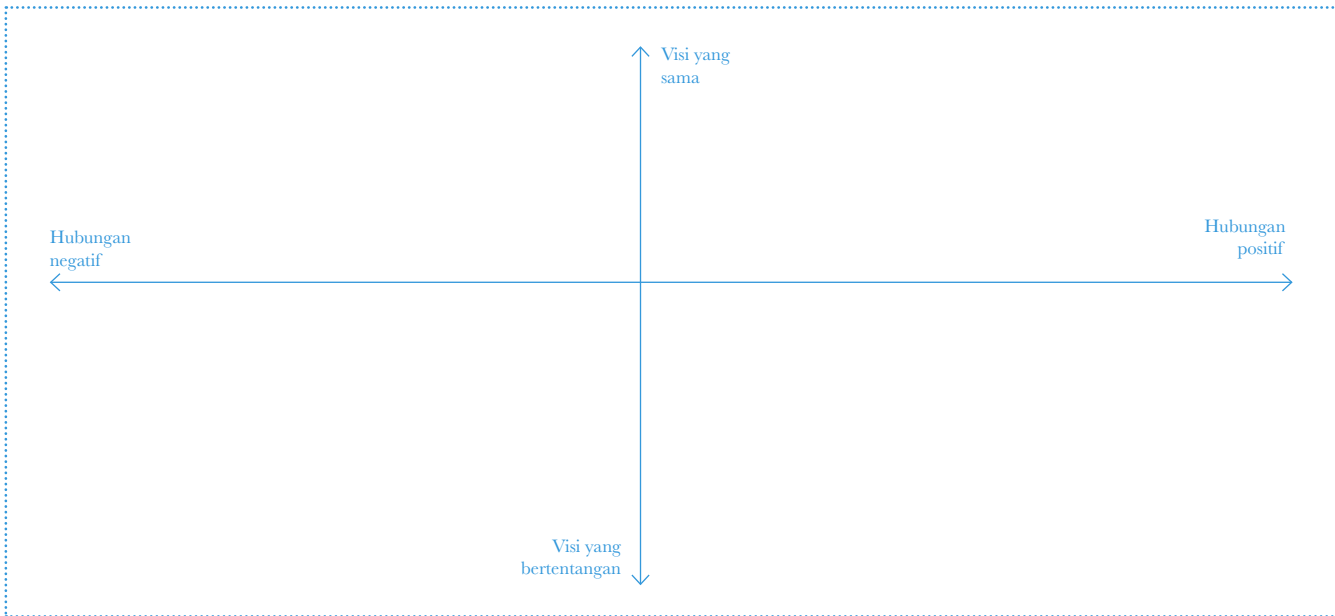 Visi yang
sama
Hubungan
negatif
Hubungan
positif
Visi yang
bertentangan